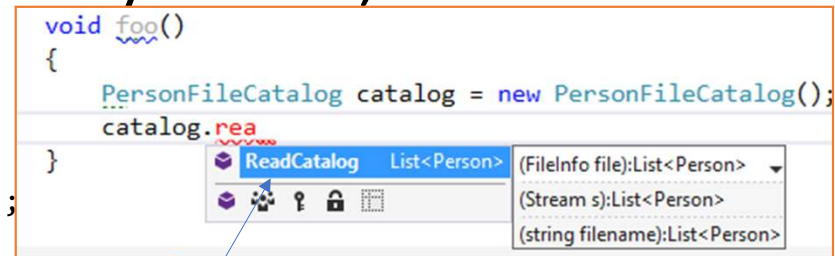 void foo()
{
PersonFileCatalog catalog = new PersonFileCatalog();
catalog.rea
}
ReadCatalog List<Person>
(FileInfo file):List<Person>
(Stream s):List<Person>
(string filename):List<Person>
;